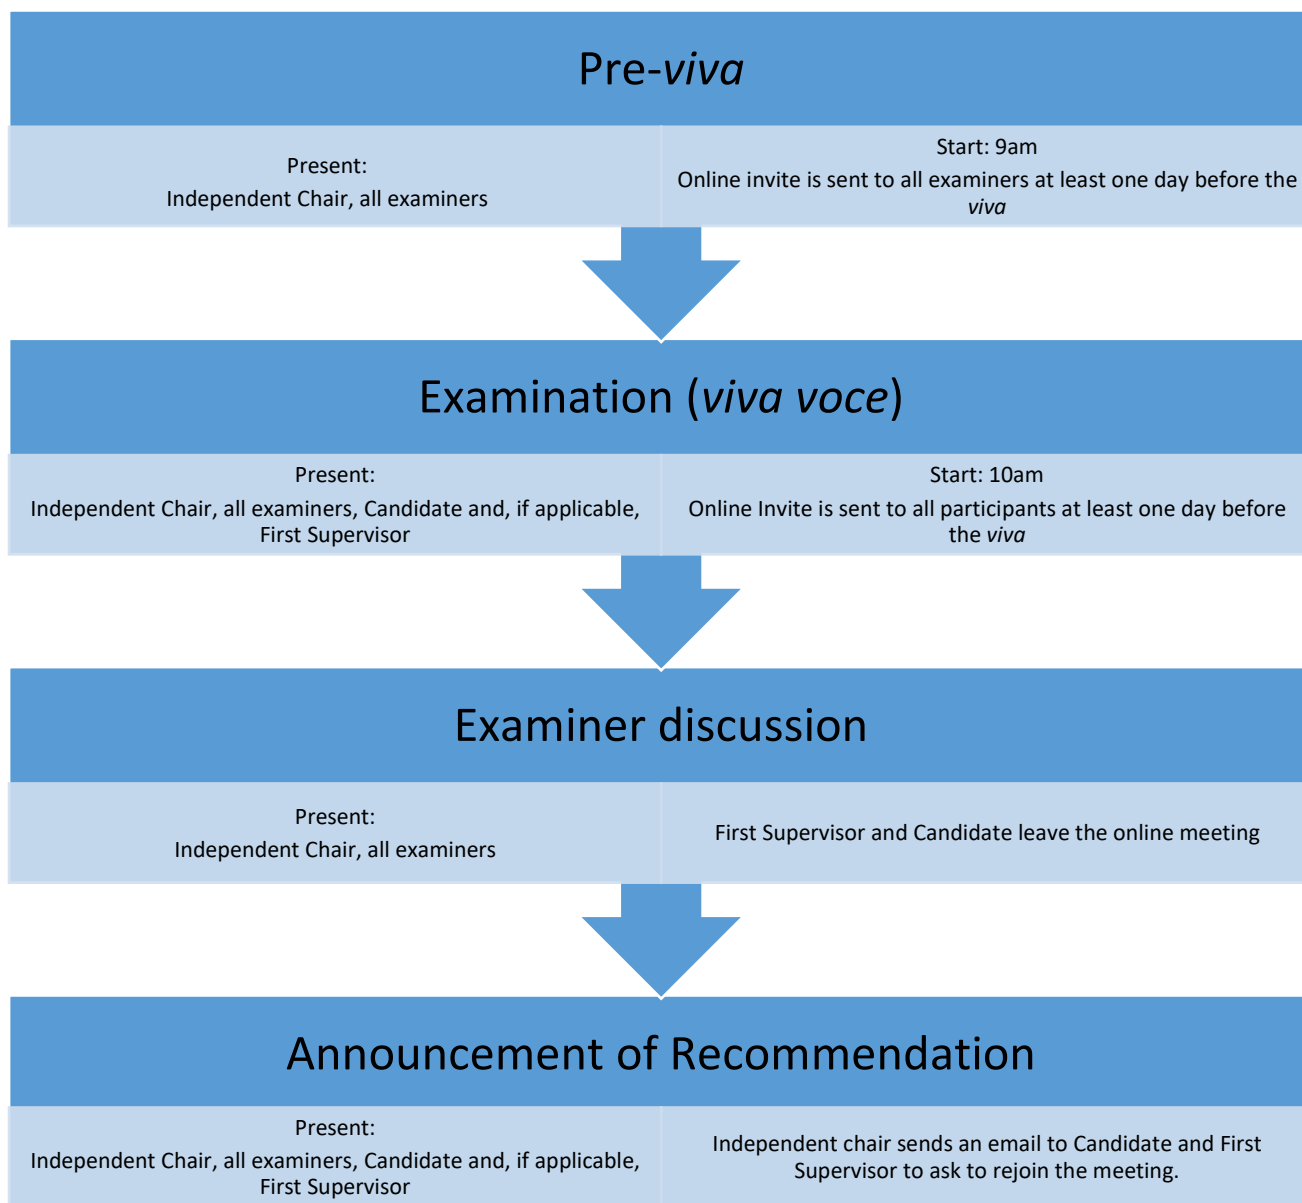 Pre-viva
Present:
Independent Chair, all examiners
Start: 9am
Online invite is sent to all examiners at least one day before the
viva
Examination (viva voce)
Present:
Independent Chair, all examiners, Candidate and, if applicable,
First Supervisor
Start: 10am
Online Invite is sent to all participants at least one day before
the viva
Examiner discussion
Present:
Independent Chair, all examiners
First Supervisor and Candidate leave the online meeting
Announcement of Recommendation
Present:
Independent Chair, all examiners, Candidate and, if applicable,
First Supervisor
Independent chair sends an email to Candidate and First
Supervisor to ask to rejoin the meeting.